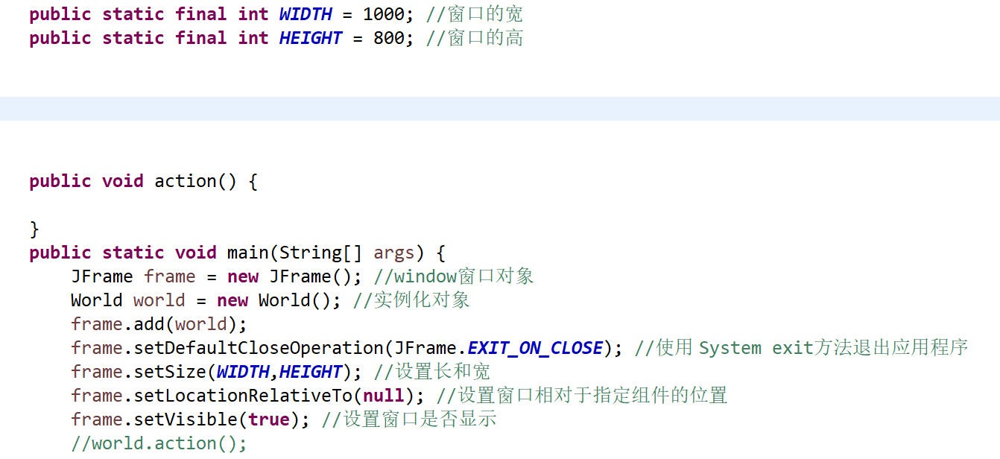 public static final int WIDTH = 1000; //窗口的宽
public static final int HEIGHT = 800; //窗口的高
public void action() {
}
public static void main(String[] args) {
JFrame frame = new JFrame(); //window窗口对象
World world = new World(); //实例化对象
frame.add(world);
frame.setDefaultCloseOperation(JFrame.EXIT_ON_CLOSE); //使用 System exit方法退出应用程序
frame.setSize(WIDTH,HEIGHT); //设置长和宽
frame.setLocationRelativeTo(null); //设置窗口相对于指定组件的位置
frame.setVisible(true); //设置窗口是否显示
//world.action();